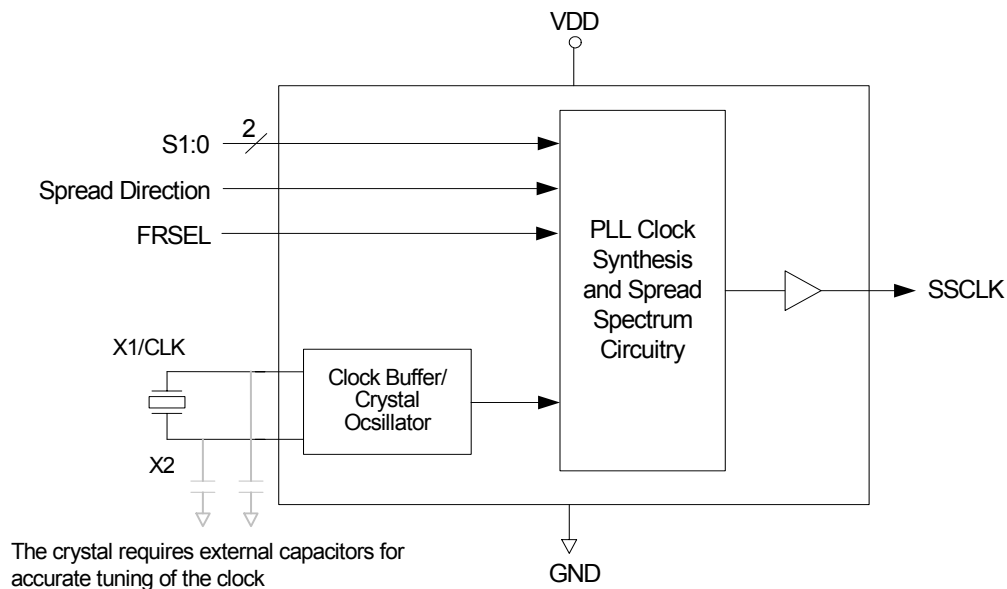 VDD
2
S1:0
Spread Direction
FRSEL
PLL Clock
Synthesis
and Spread
Spectrum
Circuitry
SSCLK
X1/CLK
Clock Buffer/
Crystal
Ocsillator
X2
The crystal requires external capacitors for
accurate tuning of the clock
GND